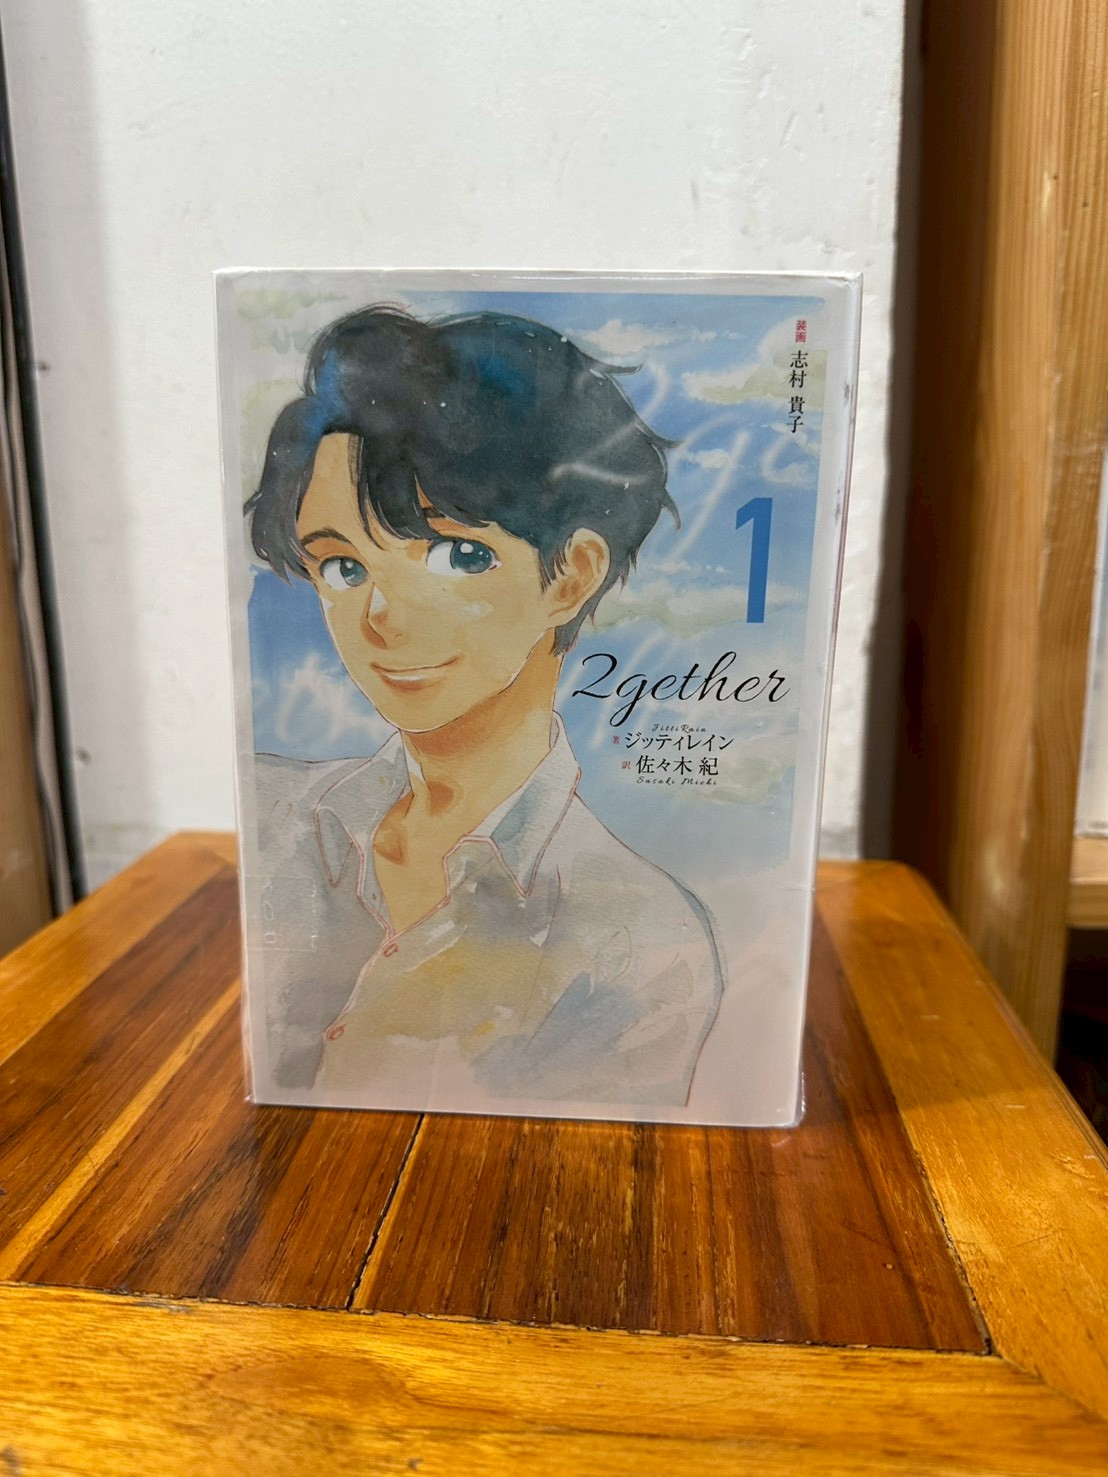 装画 志村 貴子
1
2gether
JittiRain
著 ジッティレイン
訳 佐々木 紀
Sasaki Michi